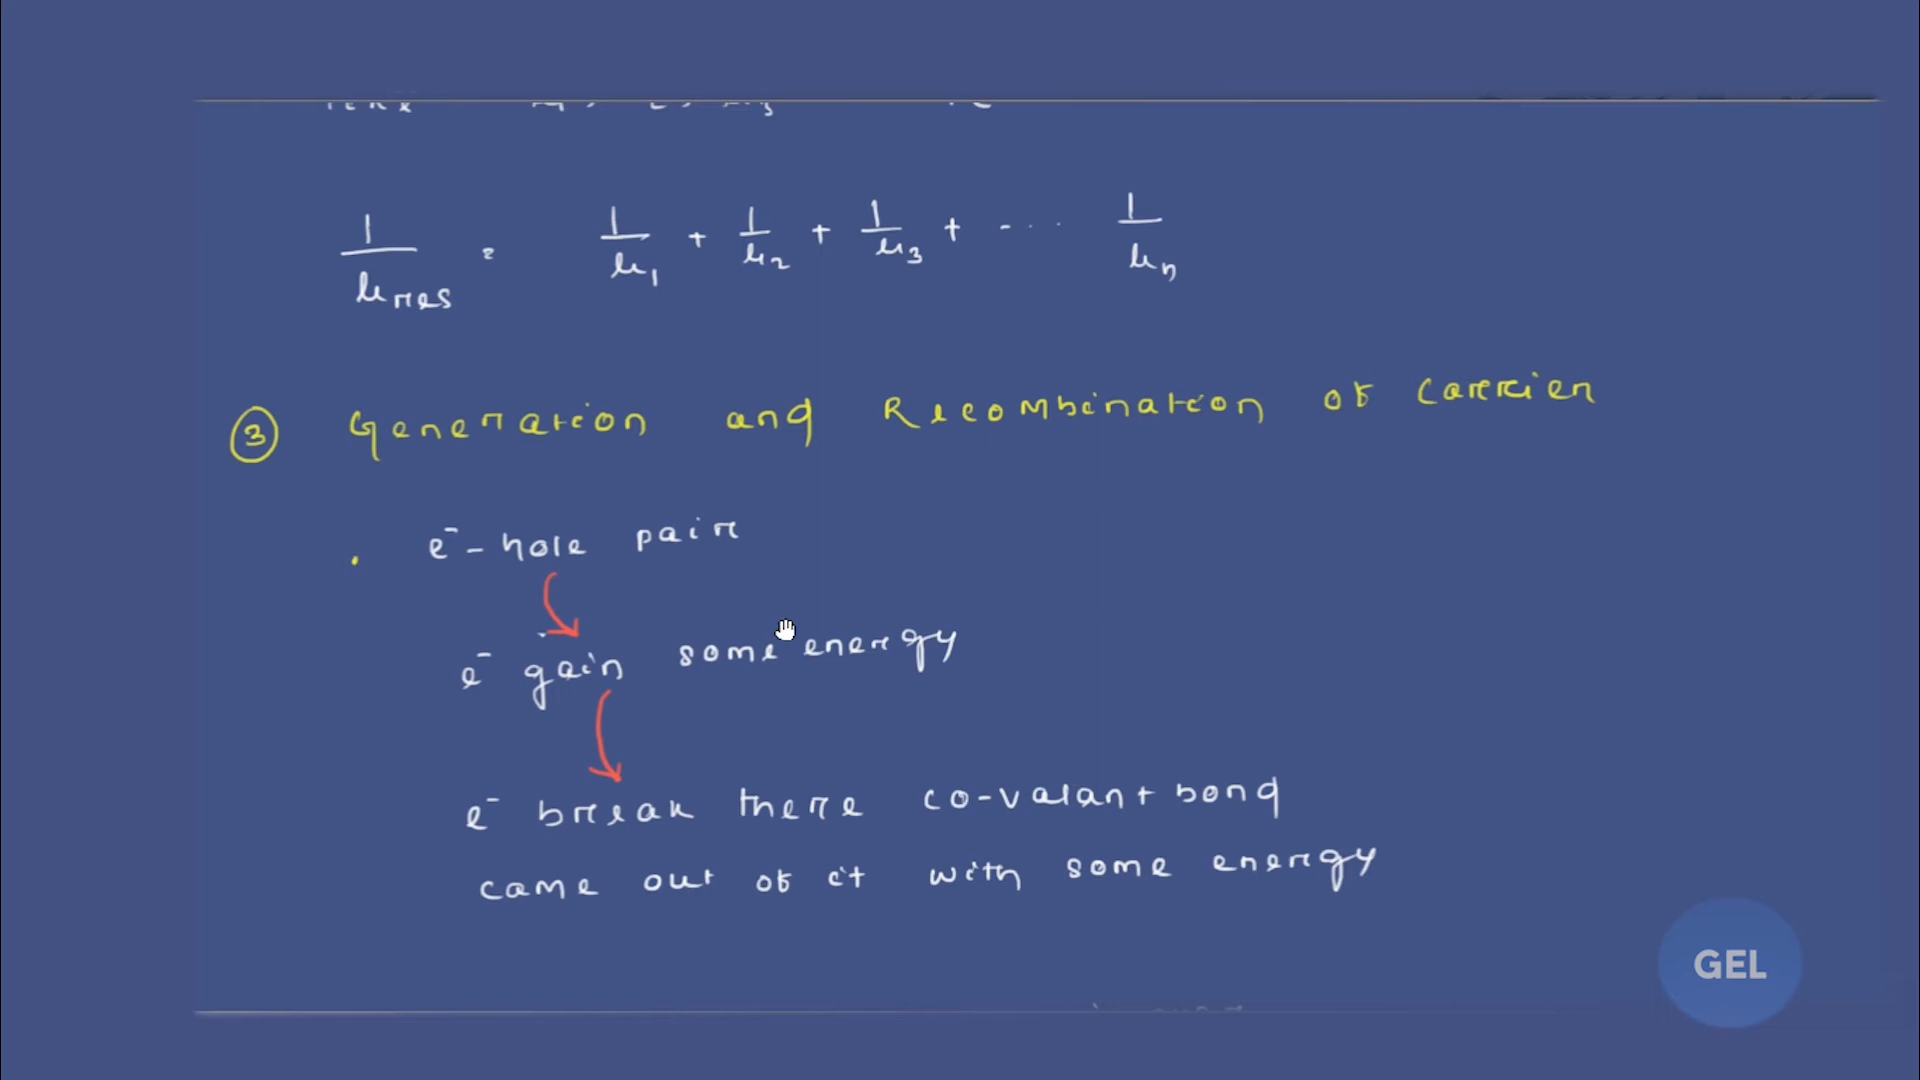 1/μres = 1/μ1 + 1/μ2 + 1/μ3 + -·· 1/μn
③ Generation and Recombination of carrier
· e⁻ - hole pair
e⁻ gain some energy
e⁻ break there co-valant bond
came out of it with some energy
GEL